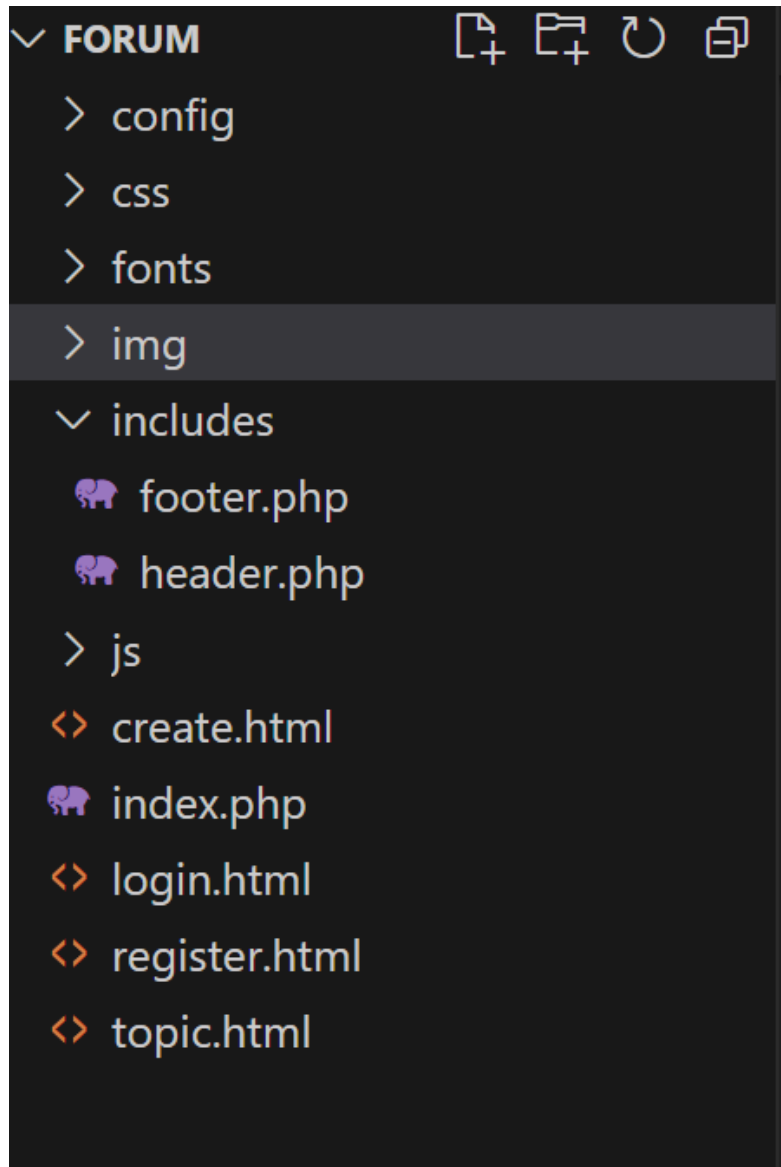 FORUM
config
css
fonts
img
includes
footer.php
header.php
js
create.html
index.php
login.html
register.html
topic.html